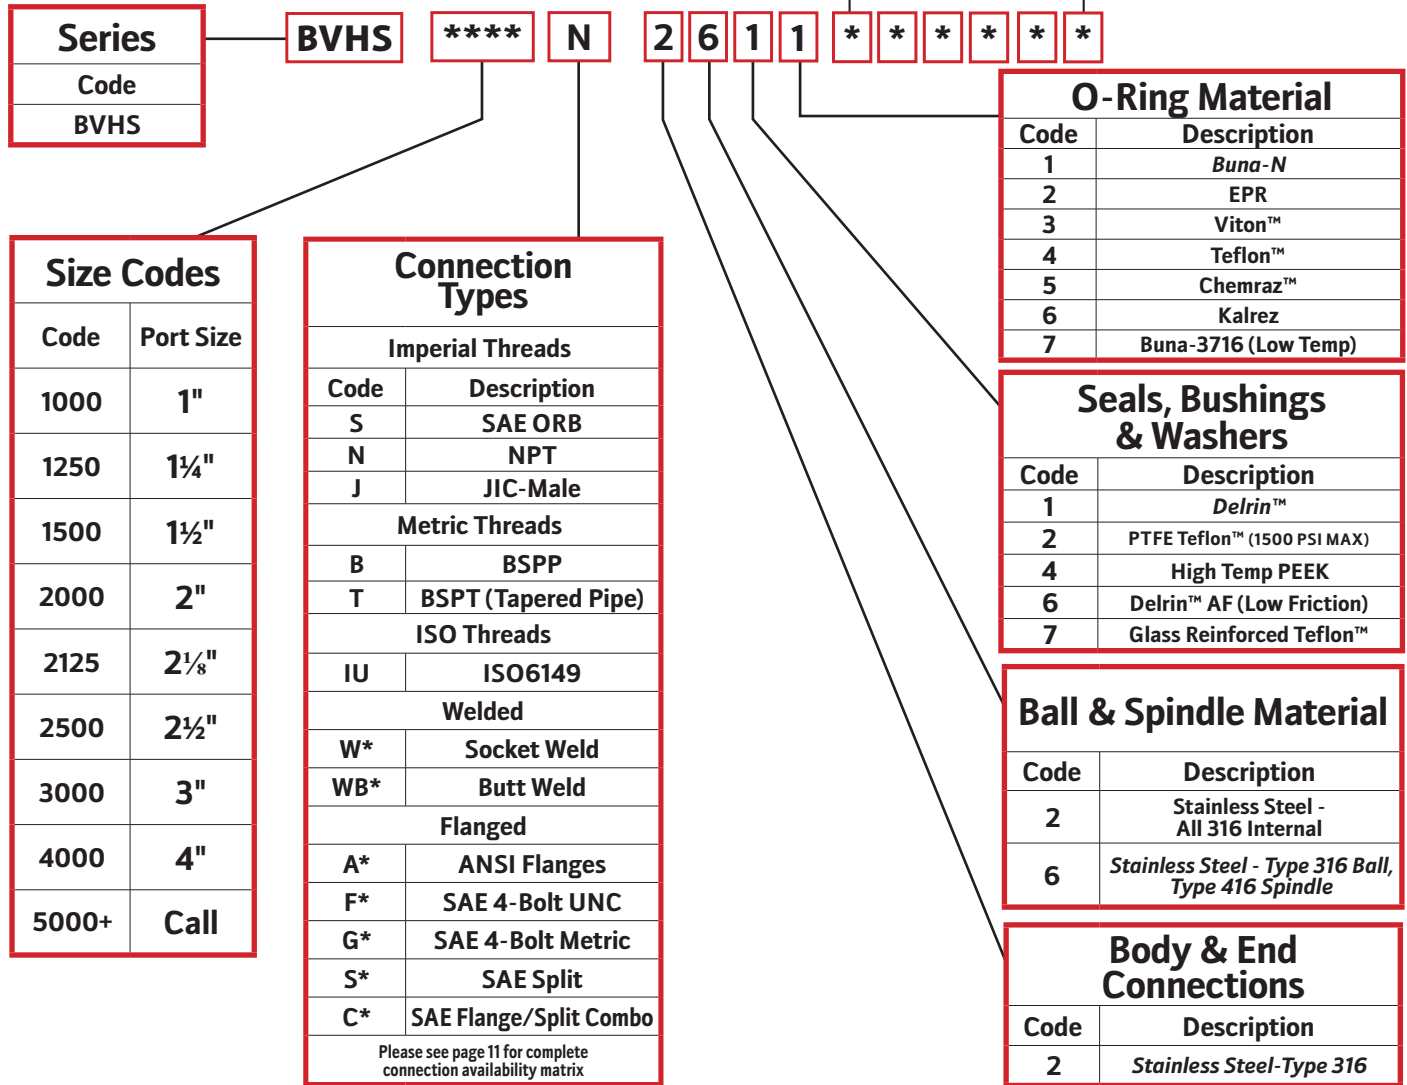 Series
Code
BVHS
BVHS **** N 2 6 1 1 * * * * * *
Size Codes
Code Port Size
1000 1"
1250 1¼"
1500 1½"
2000 2"
2125 2⅛"
2500 2½"
3000 3"
4000 4"
5000+ Call
Connection
Types
Imperial Threads
Code Description
S SAE ORB
N NPT
J JIC-Male
Metric Threads
B BSPP
T BSPT (Tapered Pipe)
ISO Threads
IU ISO6149
Welded
W* Socket Weld
WB* Butt Weld
Flanged
A* ANSI Flanges
F* SAE 4-Bolt UNC
G* SAE 4-Bolt Metric
S* SAE Split
C* SAE Flange/Split Combo
Please see page 11 for complete
connection availability matrix
O-Ring Material
Code Description
1 Buna-N
2 EPR
3 Viton™
4 Teflon™
5 Chemraz™
6 Kalrez
7 Buna-3716 (Low Temp)
Seals, Bushings
& Washers
Code Description
1 Delrin™
2 PTFE Teflon™ (1500 PSI MAX)
4 High Temp PEEK
6 Delrin™ AF (Low Friction)
7 Glass Reinforced Teflon™
Ball & Spindle Material
Code Description
2 Stainless Steel -
All 316 Internal
6 Stainless Steel - Type 316 Ball,
Type 416 Spindle
Body & End
Connections
Code Description
2 Stainless Steel-Type 316